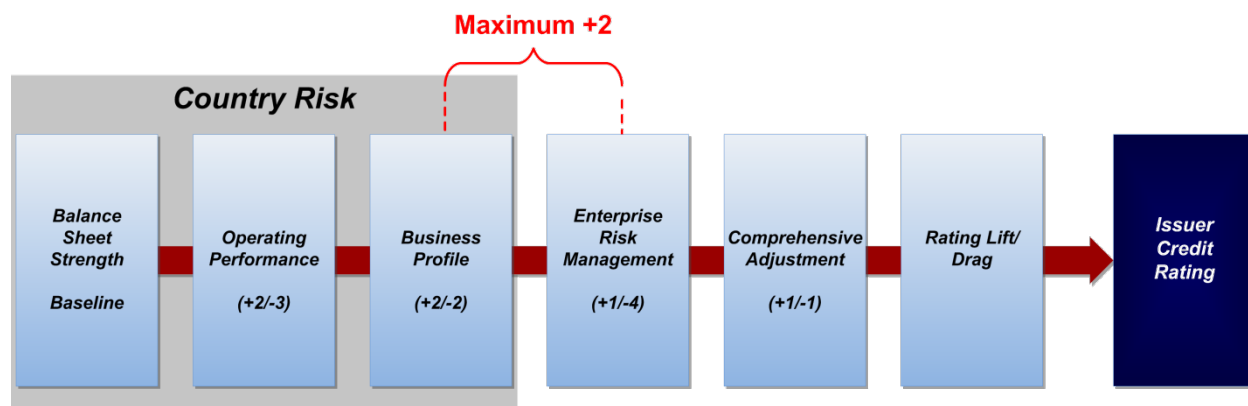 Maximum +2
Country Risk
Balance
Sheet
Strength
Baseline
Operating
Performance
(+2/-3)
Business
Profile
(+2/-2)
Enterprise
Risk
Management
(+1/-4)
Comprehensive
Adjustment
(+1/-1)
Rating Lift/
Drag
Issuer
Credit
Rating